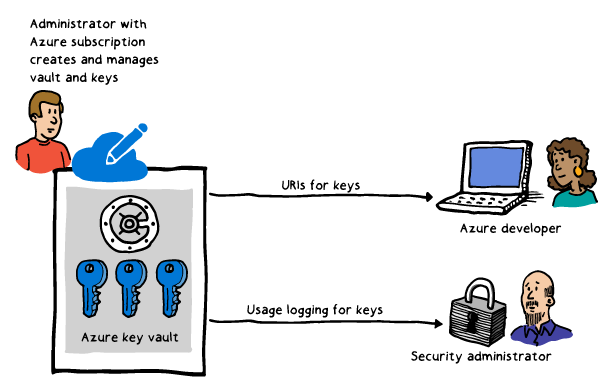 Administrator with
Azure subscription
creates and manages
vault and keys
URIs for keys
Azure developer
Usage logging for keys
Azure key vault
Security administrator